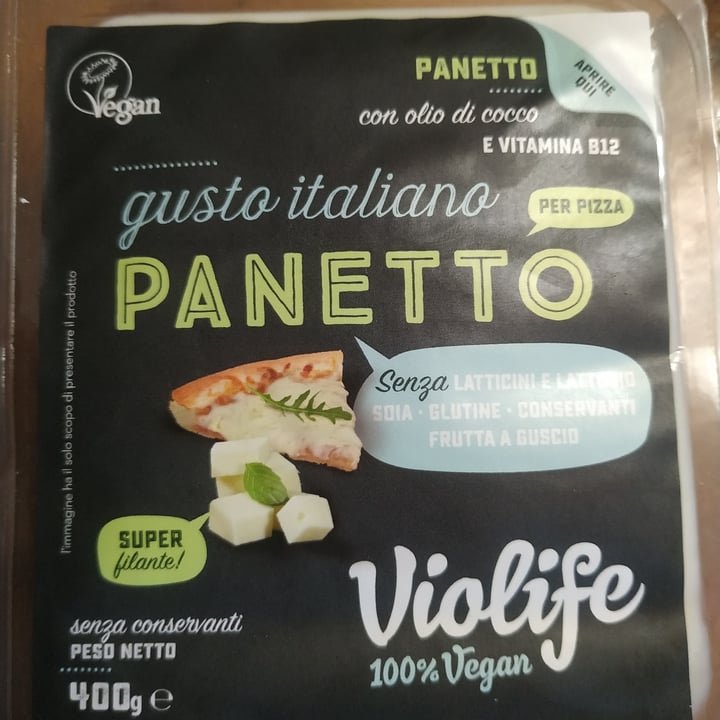 Vegan
PANETTO
con olio di cocco
E VITAMINA B12
APRIRE
QUI
gusto italiano
PER PIZZA
PANETTO
Senza LATTICINI E LATTOSIO
SOIA · GLUTINE · CONSERVANTI
FRUTTA A GUSCIO
l'immagine ha il solo scopo di presentare il prodotto
SUPER
filante!
Violife
100% Vegan
senza conservanti
PESO NETTO
400g e